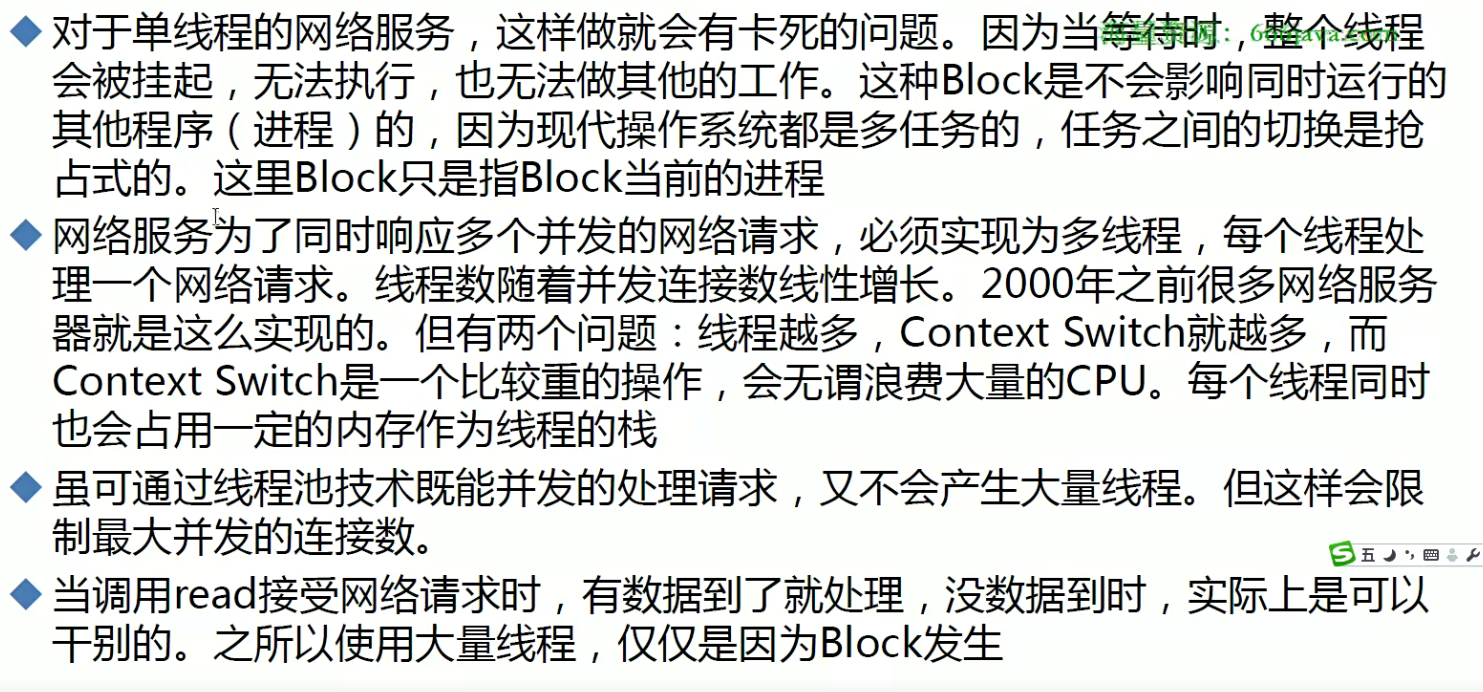 对于单线程的网络服务，这样做就会有卡死的问题。因为当等待时，整个线程
会被挂起，无法执行，也无法做其他的工作。这种Block是不会影响同时运行的
其他程序（进程）的，因为现代操作系统都是多任务的，任务之间的切换是抢
占式的。这里Block只是指Block当前的进程
网络服务为了同时响应多个并发的网络请求，必须实现为多线程，每个线程处
理一个网络请求。线程数随着并发连接数线性增长。2000年之前很多网络服务
器就是这么实现的。但有两个问题：线程越多，Context Switch就越多，而
Context Switch是一个比较重的操作，会无谓浪费大量的CPU。每个线程同时
也会占用一定的内存作为线程的栈
虽可通过线程池技术既能并发的处理请求，又不会产生大量线程。但这样会限
制最大并发的连接数。
五
当调用read接受网络请求时，有数据到了就处理，没数据到时，实际上是可以
干别的。之所以使用大量线程，仅仅是因为Block发生